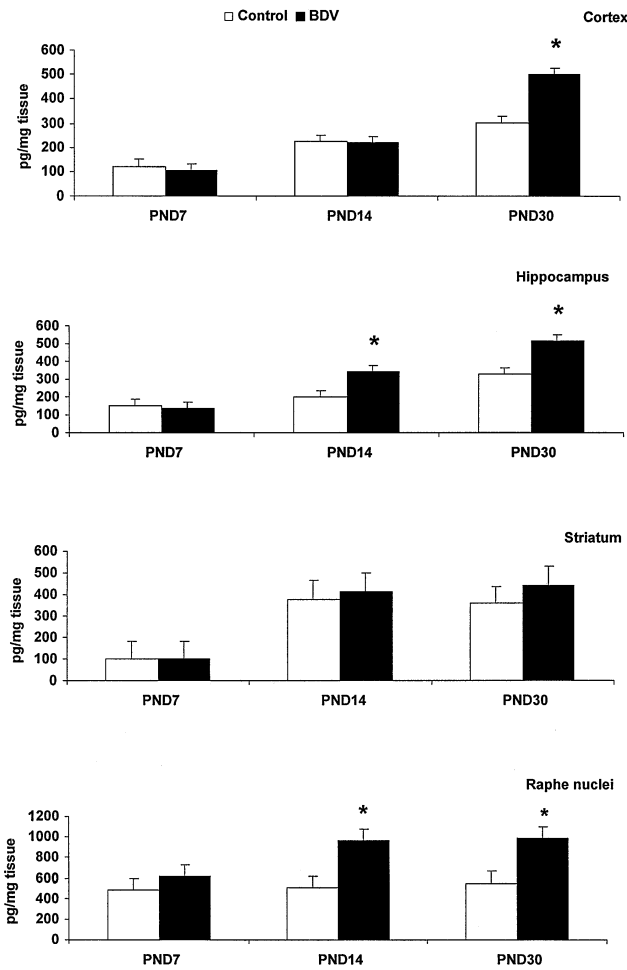 Control BDV
Cortex
*
600
500
400
300
200
100
0
pg/mg tissue
PND7 PND14 PND30
Hippocampus
* *
600
500
400
300
200
100
0
pg/mg tissue
PND7 PND14 PND30
Striatum
600
500
400
300
200
100
0
pg/mg tissue
PND7 PND14 PND30
Raphe nuclei
* *
1200
1000
800
600
400
200
0
pg/mg tissue
PND7 PND14 PND30